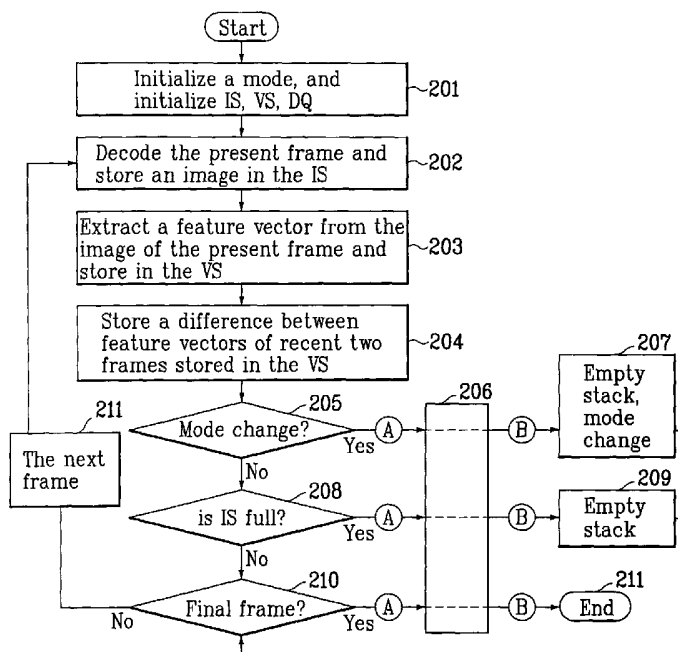 Start
Initialize a mode, and
initialize IS, VS, DQ
201
Decode the present frame and
store an image in the IS
202
Extract a feature vector from the
image of the present frame and
store in the VS
203
Store a difference between
feature vectors of recent two
frames stored in the VS
204
205
Mode change?
Yes
A
206
B
207
Empty
stack,
mode
change
No
211
The next
frame
208
is IS full?
Yes
A
B
209
Empty
stack
No
210
Final frame?
No
Yes
A
B
211
End